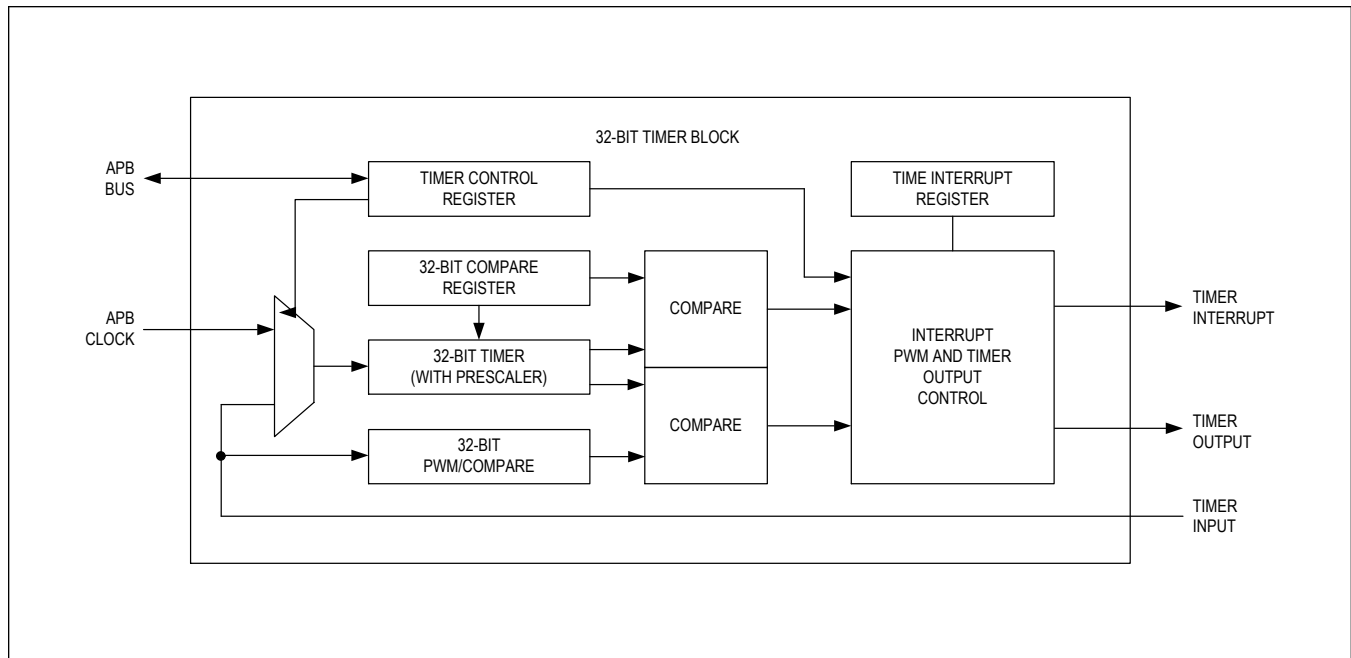 32-BIT TIMER BLOCK
APB
BUS
TIMER CONTROL
REGISTER
TIME INTERRUPT
REGISTER
32-BIT COMPARE
REGISTER
COMPARE
APB
CLOCK
32-BIT TIMER
(WITH PRESCALER)
INTERRUPT
PWM AND TIMER
OUTPUT
CONTROL
TIMER
INTERRUPT
32-BIT
PWM/COMPARE
COMPARE
TIMER
OUTPUT
TIMER
INPUT